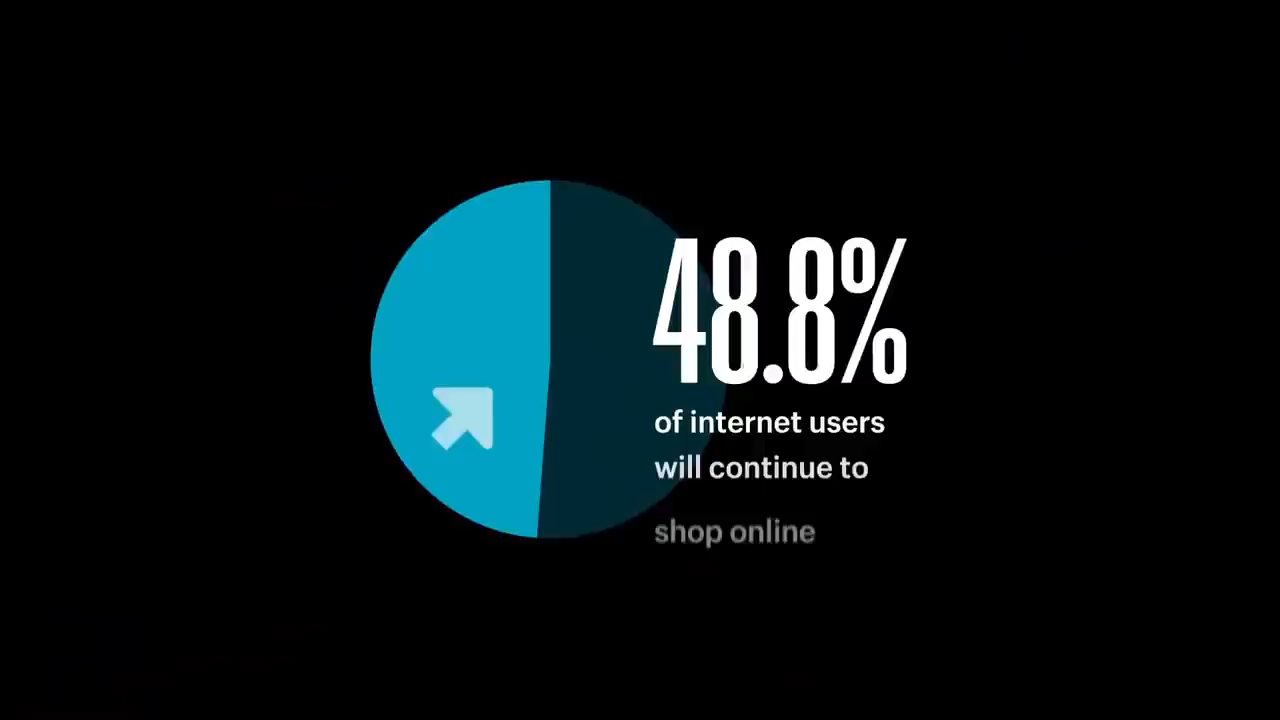 48.8%
of internet users
will continue to
shop online